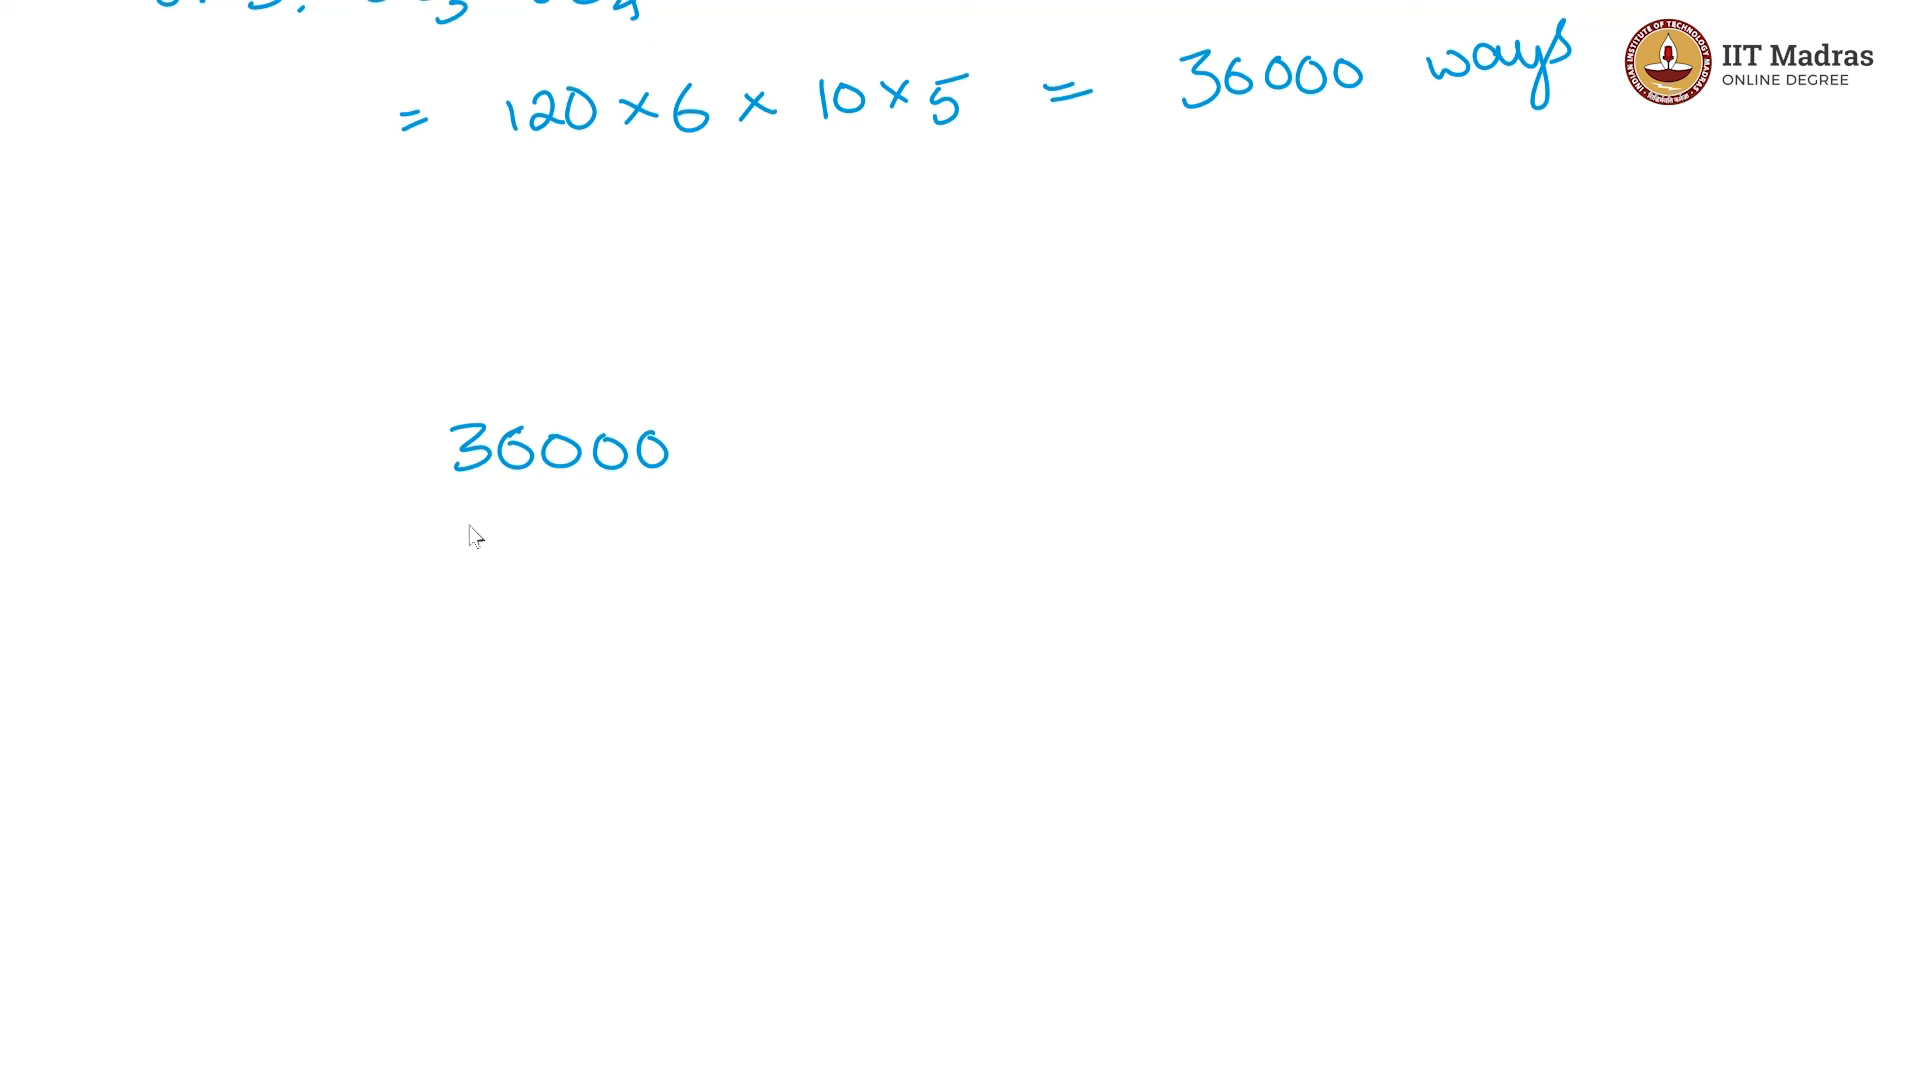 = 120 × 6 × 10 × 5 = 36000 ways
IIT Madras
ONLINE DEGREE
36000